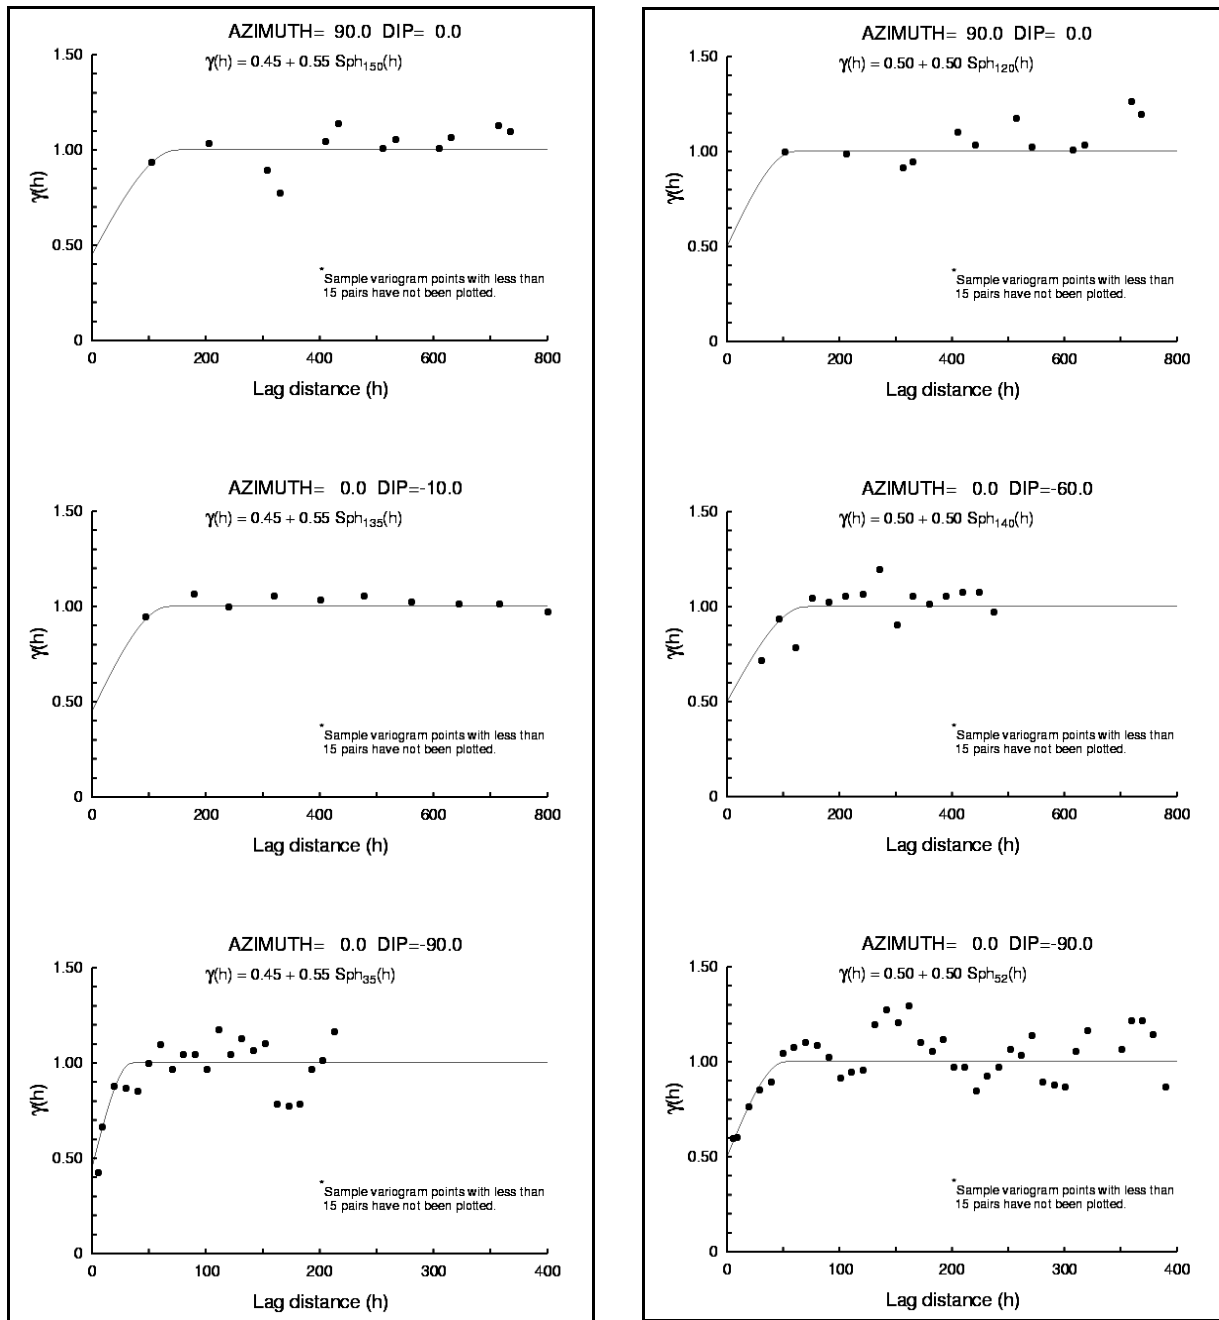 AZIMUTH= 90.0 DIP= 0.0
γ(h) = 0.45 + 0.55 Sph150(h)
1.50
1.00
0.50
0
γ(h)
0 200 400 600 800
Lag distance (h)
*Sample variogram points with less than
15 pairs have not been plotted.
AZIMUTH= 0.0 DIP=-10.0
γ(h) = 0.45 + 0.55 Sph135(h)
1.50
1.00
0.50
0
γ(h)
0 200 400 600 800
Lag distance (h)
*Sample variogram points with less than
15 pairs have not been plotted.
AZIMUTH= 0.0 DIP=-90.0
γ(h) = 0.45 + 0.55 Sph35(h)
1.50
1.00
0.50
0
γ(h)
0 100 200 300 400
Lag distance (h)
*Sample variogram points with less than
15 pairs have not been plotted.
AZIMUTH= 90.0 DIP= 0.0
γ(h) = 0.50 + 0.50 Sph120(h)
1.50
1.00
0.50
0
γ(h)
0 200 400 600 800
Lag distance (h)
*Sample variogram points with less than
15 pairs have not been plotted.
AZIMUTH= 0.0 DIP=-60.0
γ(h) = 0.50 + 0.50 Sph140(h)
1.50
1.00
0.50
0
γ(h)
0 200 400 600 800
Lag distance (h)
*Sample variogram points with less than
15 pairs have not been plotted.
AZIMUTH= 0.0 DIP=-90.0
γ(h) = 0.50 + 0.50 Sph52(h)
1.50
1.00
0.50
0
γ(h)
0 100 200 300 400
Lag distance (h)
*Sample variogram points with less than
15 pairs have not been plotted.